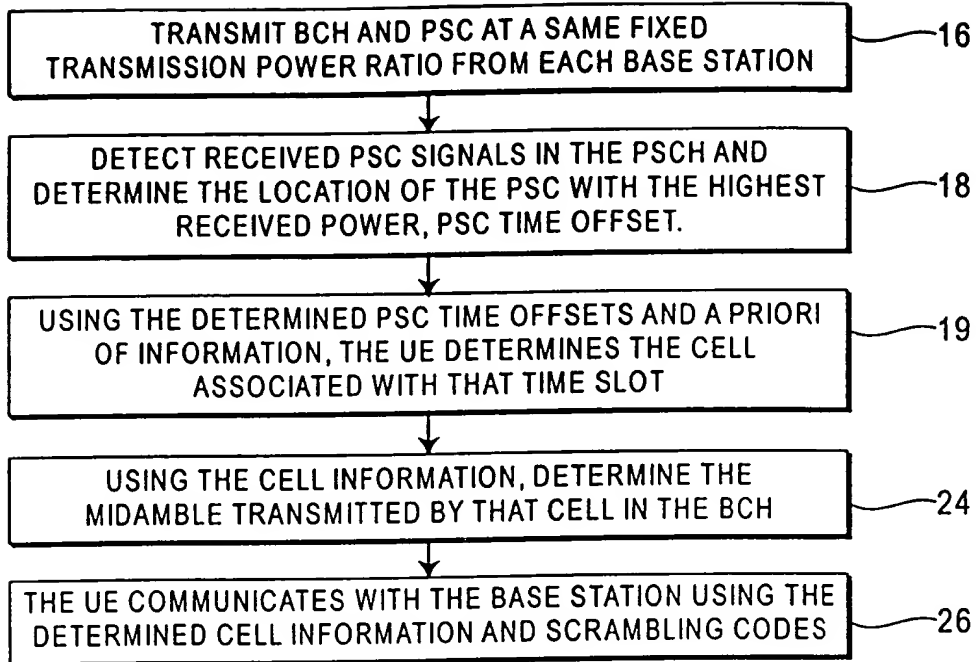 TRANSMIT BCH AND PSC AT A SAME FIXED
TRANSMISSION POWER RATIO FROM EACH BASE STATION
16
DETECT RECEIVED PSC SIGNALS IN THE PSCH AND
DETERMINE THE LOCATION OF THE PSC WITH THE HIGHEST
RECEIVED POWER, PSC TIME OFFSET.
18
USING THE DETERMINED PSC TIME OFFSETS AND A PRIORI
OF INFORMATION, THE UE DETERMINES THE CELL
ASSOCIATED WITH THAT TIME SLOT
19
USING THE CELL INFORMATION, DETERMINE THE
MIDAMBLE TRANSMITTED BY THAT CELL IN THE BCH
24
THE UE COMMUNICATES WITH THE BASE STATION USING THE
DETERMINED CELL INFORMATION AND SCRAMBLING CODES
26